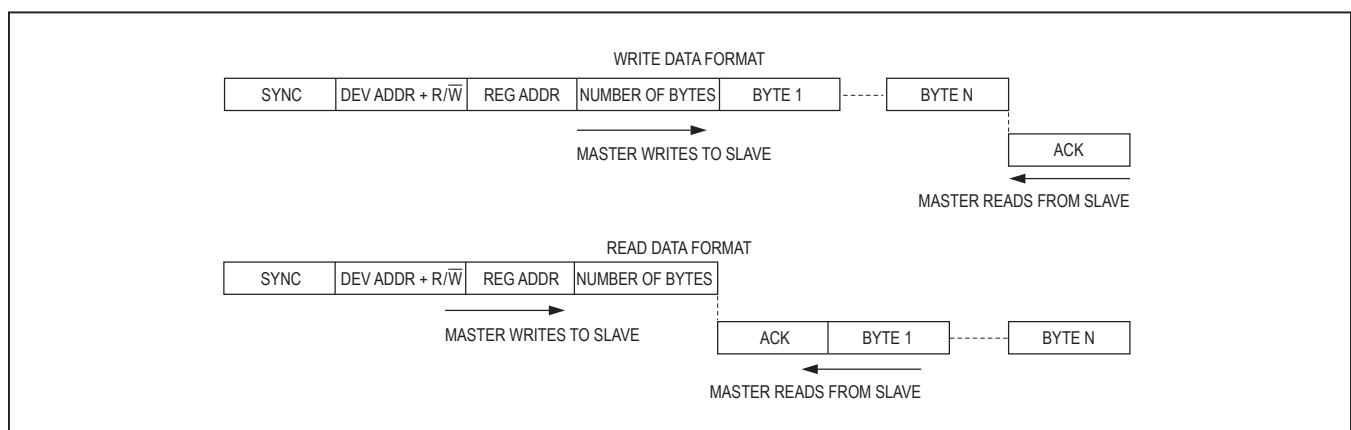 WRITE DATA FORMAT
SYNC DEV ADDR + R/W̅ REG ADDR NUMBER OF BYTES BYTE 1 BYTE N
MASTER WRITES TO SLAVE
ACK
MASTER READS FROM SLAVE
READ DATA FORMAT
SYNC DEV ADDR + R/W̅ REG ADDR NUMBER OF BYTES
MASTER WRITES TO SLAVE
ACK BYTE 1 BYTE N
MASTER READS FROM SLAVE